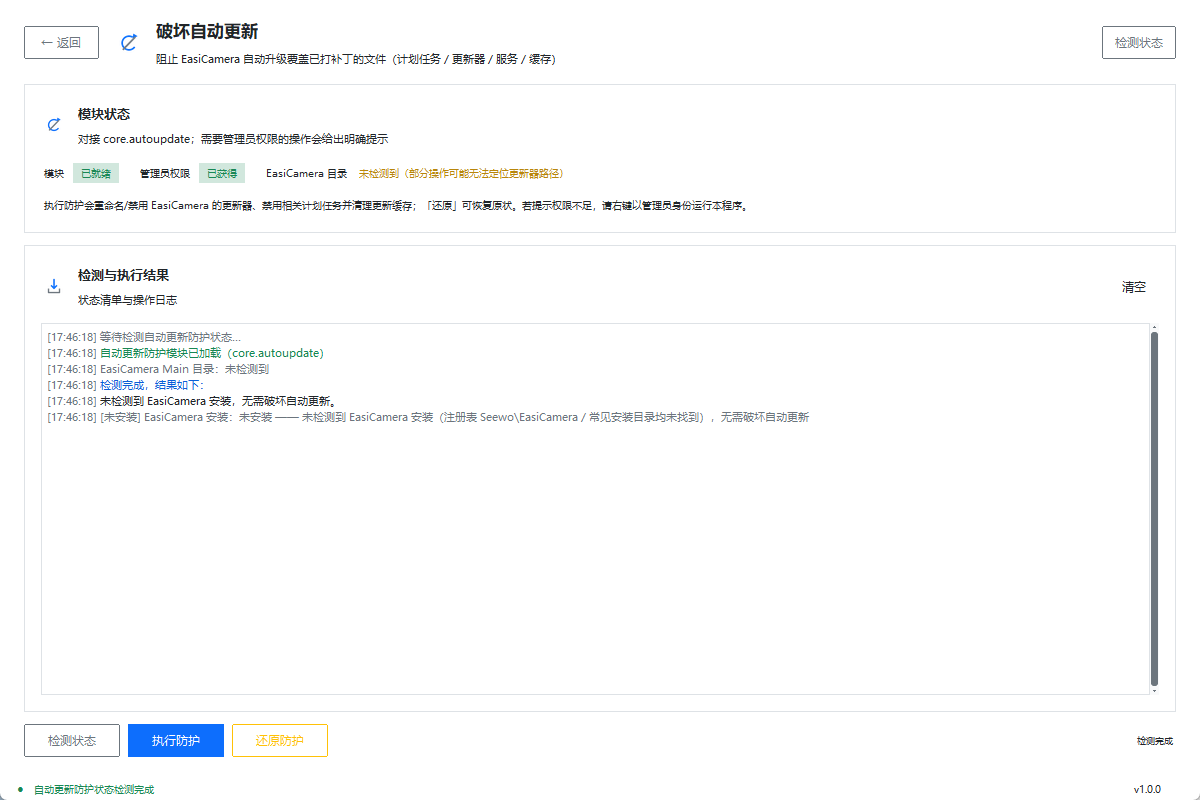 ← 返回
破坏自动更新
阻止 EasiCamera 自动升级覆盖已打补丁的文件（计划任务 / 更新器 / 服务 / 缓存）
检测状态
模块状态
对接 core.autoupdate；需要管理员权限的操作会给出明确提示
模块 已就绪 管理员权限 已获得 EasiCamera 目录 未检测到（部分操作可能无法定位更新器路径）
执行防护会重命名/禁用 EasiCamera 的更新器、禁用相关计划任务并清理更新缓存；「还原」可恢复原状。若提示权限不足，请右键以管理员身份运行本程序。
检测与执行结果
状态清单与操作日志
清空
[17:46:18] 等待检测自动更新防护状态...
[17:46:18] 自动更新防护模块已加载（core.autoupdate）
[17:46:18] EasiCamera Main 目录：未检测到
[17:46:18] 检测完成，结果如下：
[17:46:18] 未检测到 EasiCamera 安装，无需破坏自动更新。
[17:46:18] [未安装] EasiCamera 安装：未安装 —— 未检测到 EasiCamera 安装（注册表 Seewo\EasiCamera / 常见安装目录均未找到），无需破坏自动更新
检测状态 执行防护 还原防护 检测完成
自动更新防护状态检测完成 v1.0.0